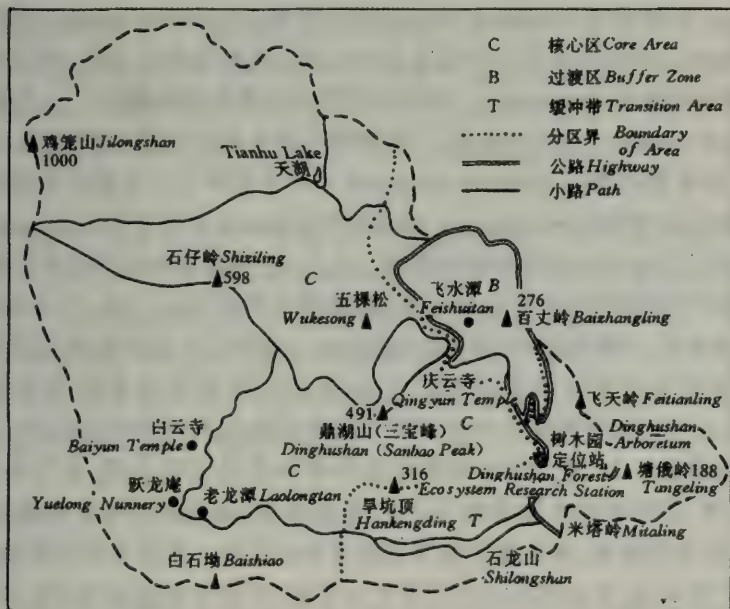 C 核心区 Core Area
B 过渡区 Buffer Zone
T 缓冲带 Transition Area
分区界 Boundary
of Area
公路 Highway
小路 Path
鸡笼山 Jilongshan
1000
Tianhu Lake
天湖
石仔岭 Shiziling
598
C
五棵松
Wukesong
飞水潭 B
Feishuitan
276
百丈岭 Baizhangling
庆云寺
Qingyun Temple
飞天岭 Feitianling
491
鼎湖山(三宝峰)
Dinghushan (Sanbao Peak)
C
白云寺
Baiyun Temple
Dinghushan
Arboretum
树木园
定位站
Dinghushan Forest
Ecosystem Research Station
塘俄岭 188
Tangeling
C
316
旱坑顶
Hankengding
跃龙庵
Yuelong Nunnery
老龙潭 Laolongtan
T
米塔岭 Mitaling
白石坳 Baishiao
石龙山
Shilongshan